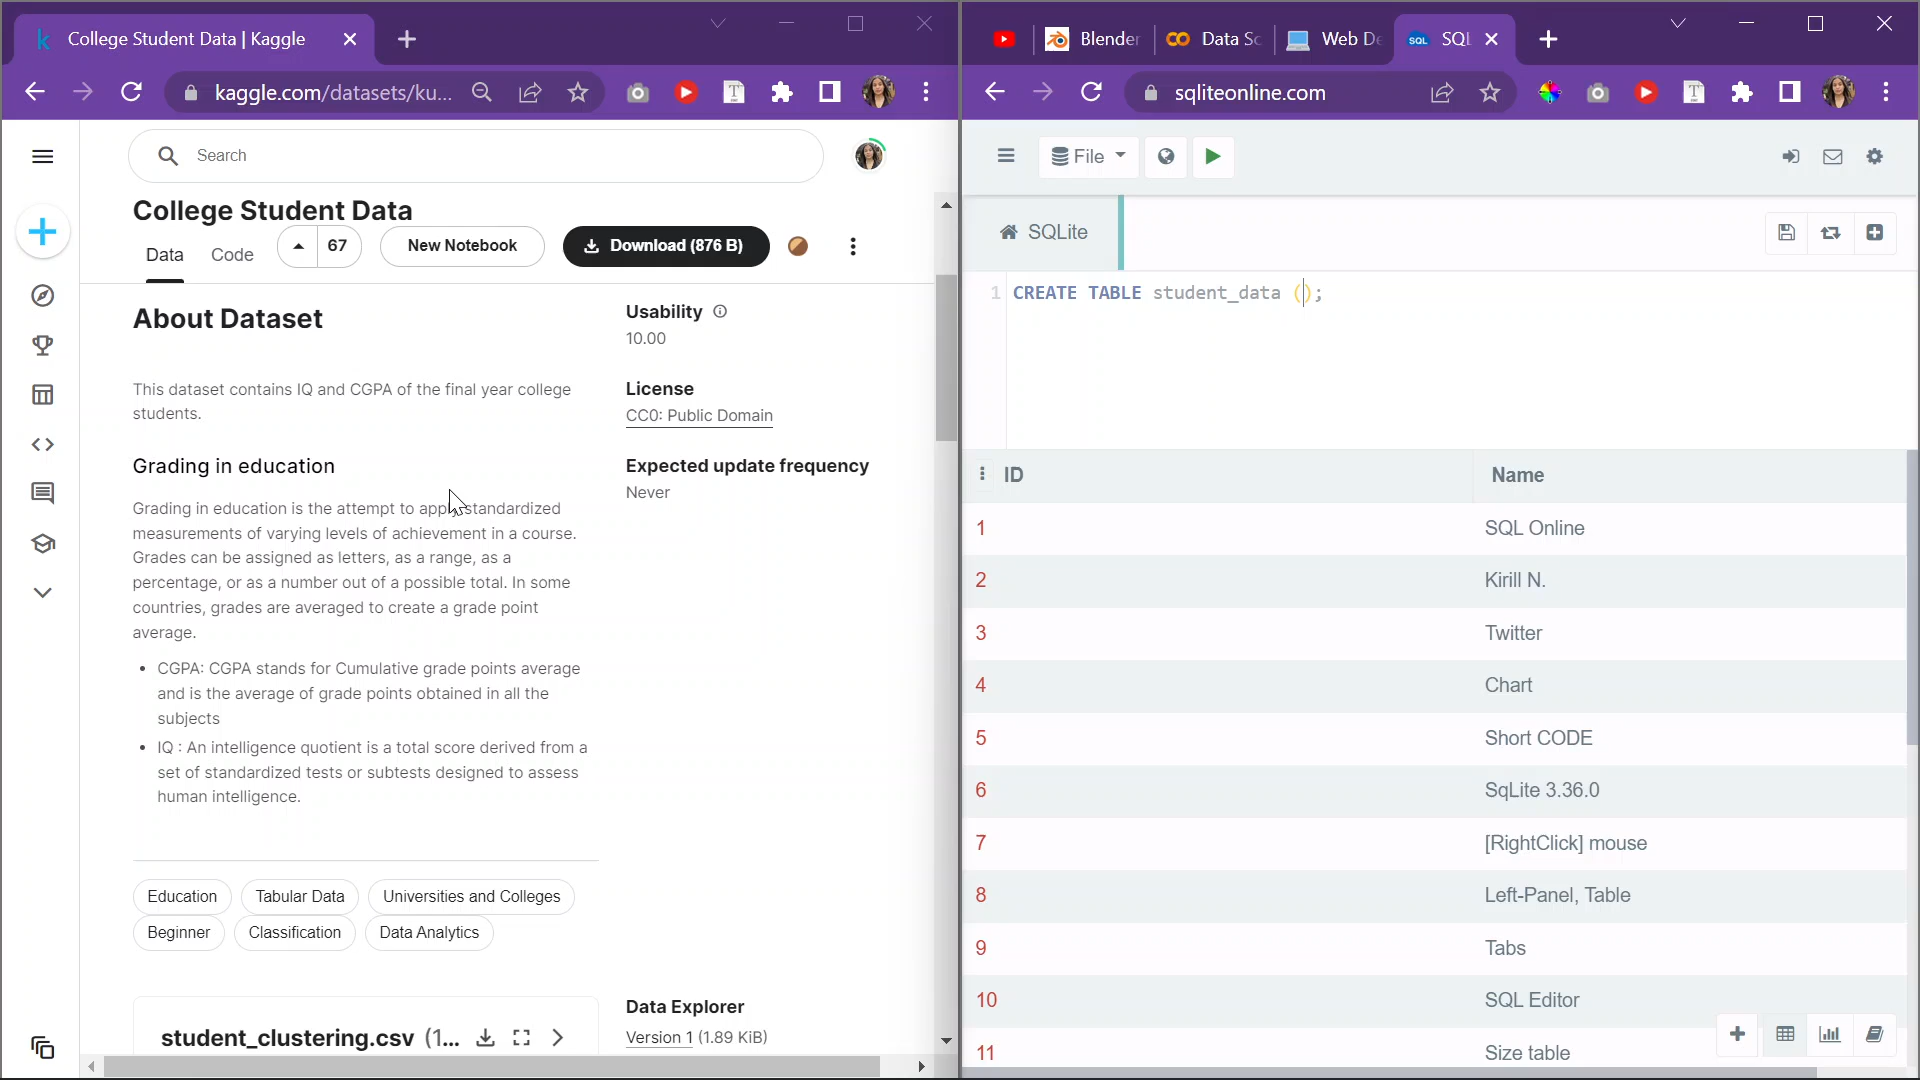 College Student Data | Kaggle
kaggle.com/datasets/ku...
Search
College Student Data
Data
Code
67
New Notebook
Download (876 B)
About Dataset
This dataset contains IQ and CGPA of the final year college
students.
Grading in education
Grading in education is the attempt to apply standardized
measurements of varying levels of achievement in a course.
Grades can be assigned as letters, as a range, as a
percentage, or as a number out of a possible total. In some
countries, grades are averaged to create a grade point
average.
• CGPA: CGPA stands for Cumulative grade points average
and is the average of grade points obtained in all the
subjects
• IQ : An intelligence quotient is a total score derived from a
set of standardized tests or subtests designed to assess
human intelligence.
Education
Tabular Data
Universities and Colleges
Beginner
Classification
Data Analytics
student_clustering.csv (1...
Usability
10.00
License
CC0: Public Domain
Expected update frequency
Never
Data Explorer
Version 1 (1.89 KiB)
Blender
Data Sc
Web De
SQL
SQL
sqliteonline.com
File
SQLite
1 CREATE TABLE student_data ();
ID Name
1 SQL Online
2 Kirill N.
3 Twitter
4 Chart
5 Short CODE
6 SqLite 3.36.0
7 [RightClick] mouse
8 Left-Panel, Table
9 Tabs
10 SQL Editor
11 Size table